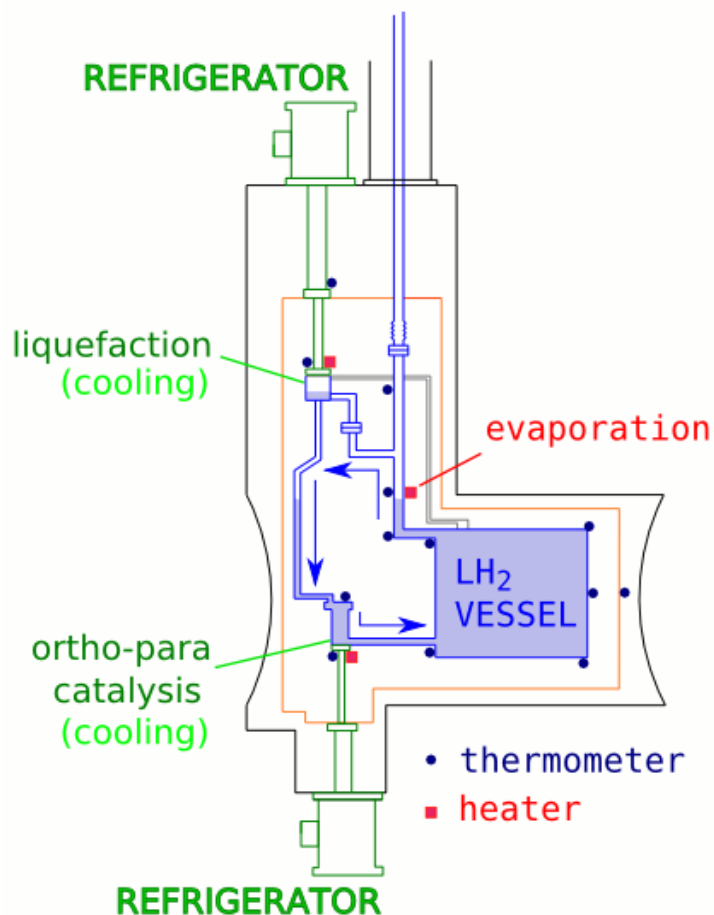 REFRIGERATOR
liquefaction
(cooling)
evaporation
LH₂
VESSEL
ortho-para
catalysis
(cooling)
thermometer
heater
REFRIGERATOR